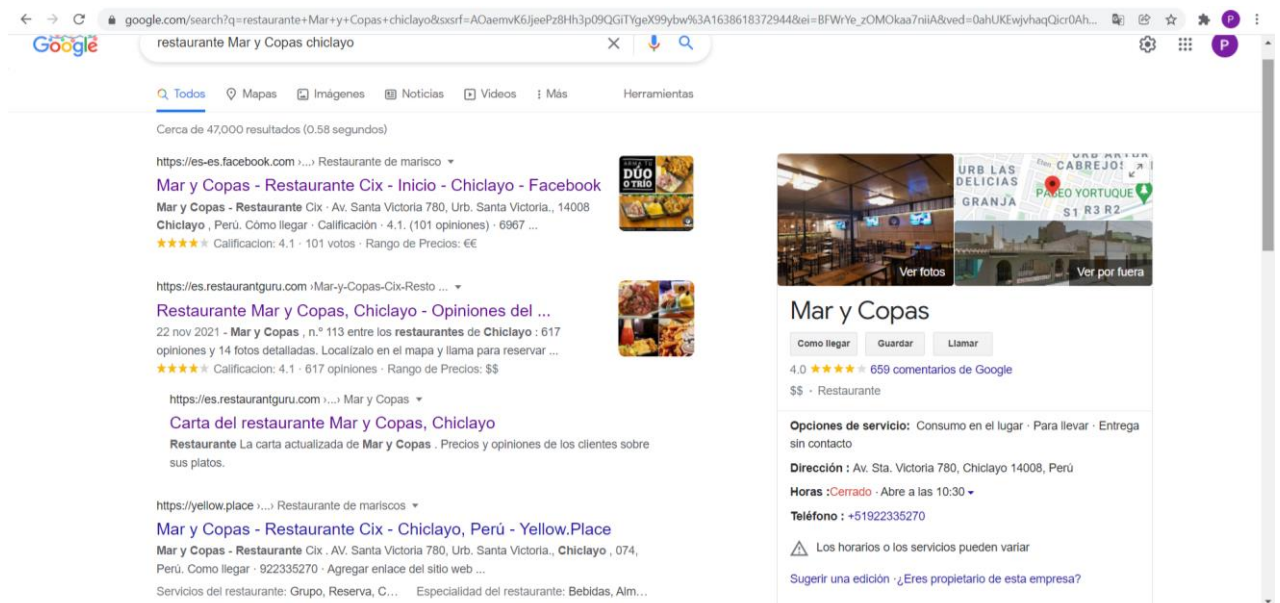 google.com/search?q=restaurante+Mar+y+Copas+chiclayo&sxsrf=AOaemvK6JjeePz8Hh3p09QGiTYgeX99ybw%3A1638618372944&ei=BFWrYe_zOMOkaa7niiA&ved=0ahUKEwjvhaqQicr0Ah...
P
Google
restaurante Mar y Copas chiclayo
P
Todos Mapas Imágenes Noticias Videos Más Herramientas
Cerca de 47,000 resultados (0.58 segundos)
https://es-es.facebook.com ›...› Restaurante de marisco
Mar y Copas - Restaurante Cix - Inicio - Chiclayo - Facebook
Mar y Copas - Restaurante Cix · Av. Santa Victoria 780, Urb. Santa Victoria., 14008
Chiclayo , Perú. Cómo llegar · Calificación · 4.1. (101 opiniones) · 6967 ...
Calificacion: 4.1 · 101 votos · Rango de Precios: €€
ARMA TU
DÚO
O TRÍO
https://es.restaurantguru.com ›Mar-y-Copas-Cix-Resto ...
Restaurante Mar y Copas, Chiclayo - Opiniones del ...
22 nov 2021 - Mar y Copas , n.º 113 entre los restaurantes de Chiclayo : 617
opiniones y 14 fotos detalladas. Localízalo en el mapa y llama para reservar ...
Calificación: 4.1 · 617 opiniones · Rango de Precios: $$
https://es.restaurantguru.com ›...› Mar y Copas
Carta del restaurante Mar y Copas, Chiclayo
Restaurante La carta actualizada de Mar y Copas . Precios y opiniones de los clientes sobre
sus platos.
https://yellow.place ›...› Restaurante de mariscos
Mar y Copas - Restaurante Cix - Chiclayo, Perú - Yellow.Place
Mar y Copas - Restaurante Cix . AV. Santa Victoria 780, Urb. Santa Victoria., Chiclayo , 074,
Perú. Como llegar · 922335270 · Agregar enlace del sitio web ...
Servicios del restaurante: Grupo, Reserva, C... Especialidad del restaurante: Bebidas, Alm...
URB LAS
DELICIAS
GRANJA
CABREJOS
PASEO YORTUQUE
S1 R3 R2
Ver fotos
Ver por fuera
Mar y Copas
Como llegar Guardar Llamar
4.0 659 comentarios de Google
$$ · Restaurante
Opciones de servicio: Consumo en el lugar · Para llevar · Entrega
sin contacto
Dirección : Av. Sta. Victoria 780, Chiclayo 14008, Perú
Horas :Cerrado · Abre a las 10:30
Teléfono : +51922335270
Los horarios o los servicios pueden variar
Sugerir una edición · ¿Eres propietario de esta empresa?